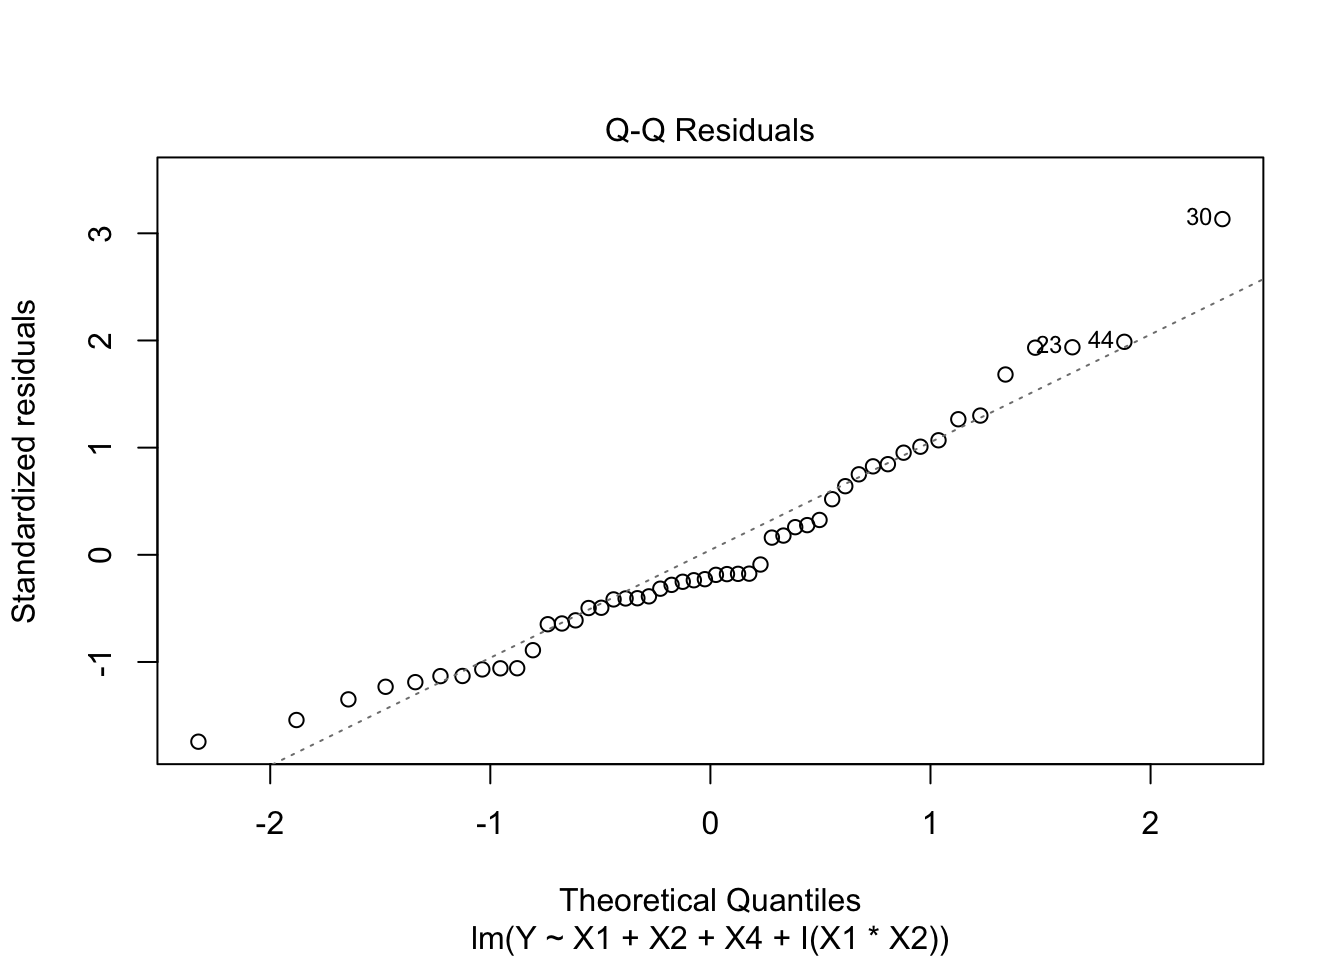 Q-Q Residuals
Standardized residuals
3
2
1
0
-1
30
23
44
-2 -1 0 1 2
Theoretical Quantiles
lm(Y ~ X1 + X2 + X4 + I(X1 * X2))